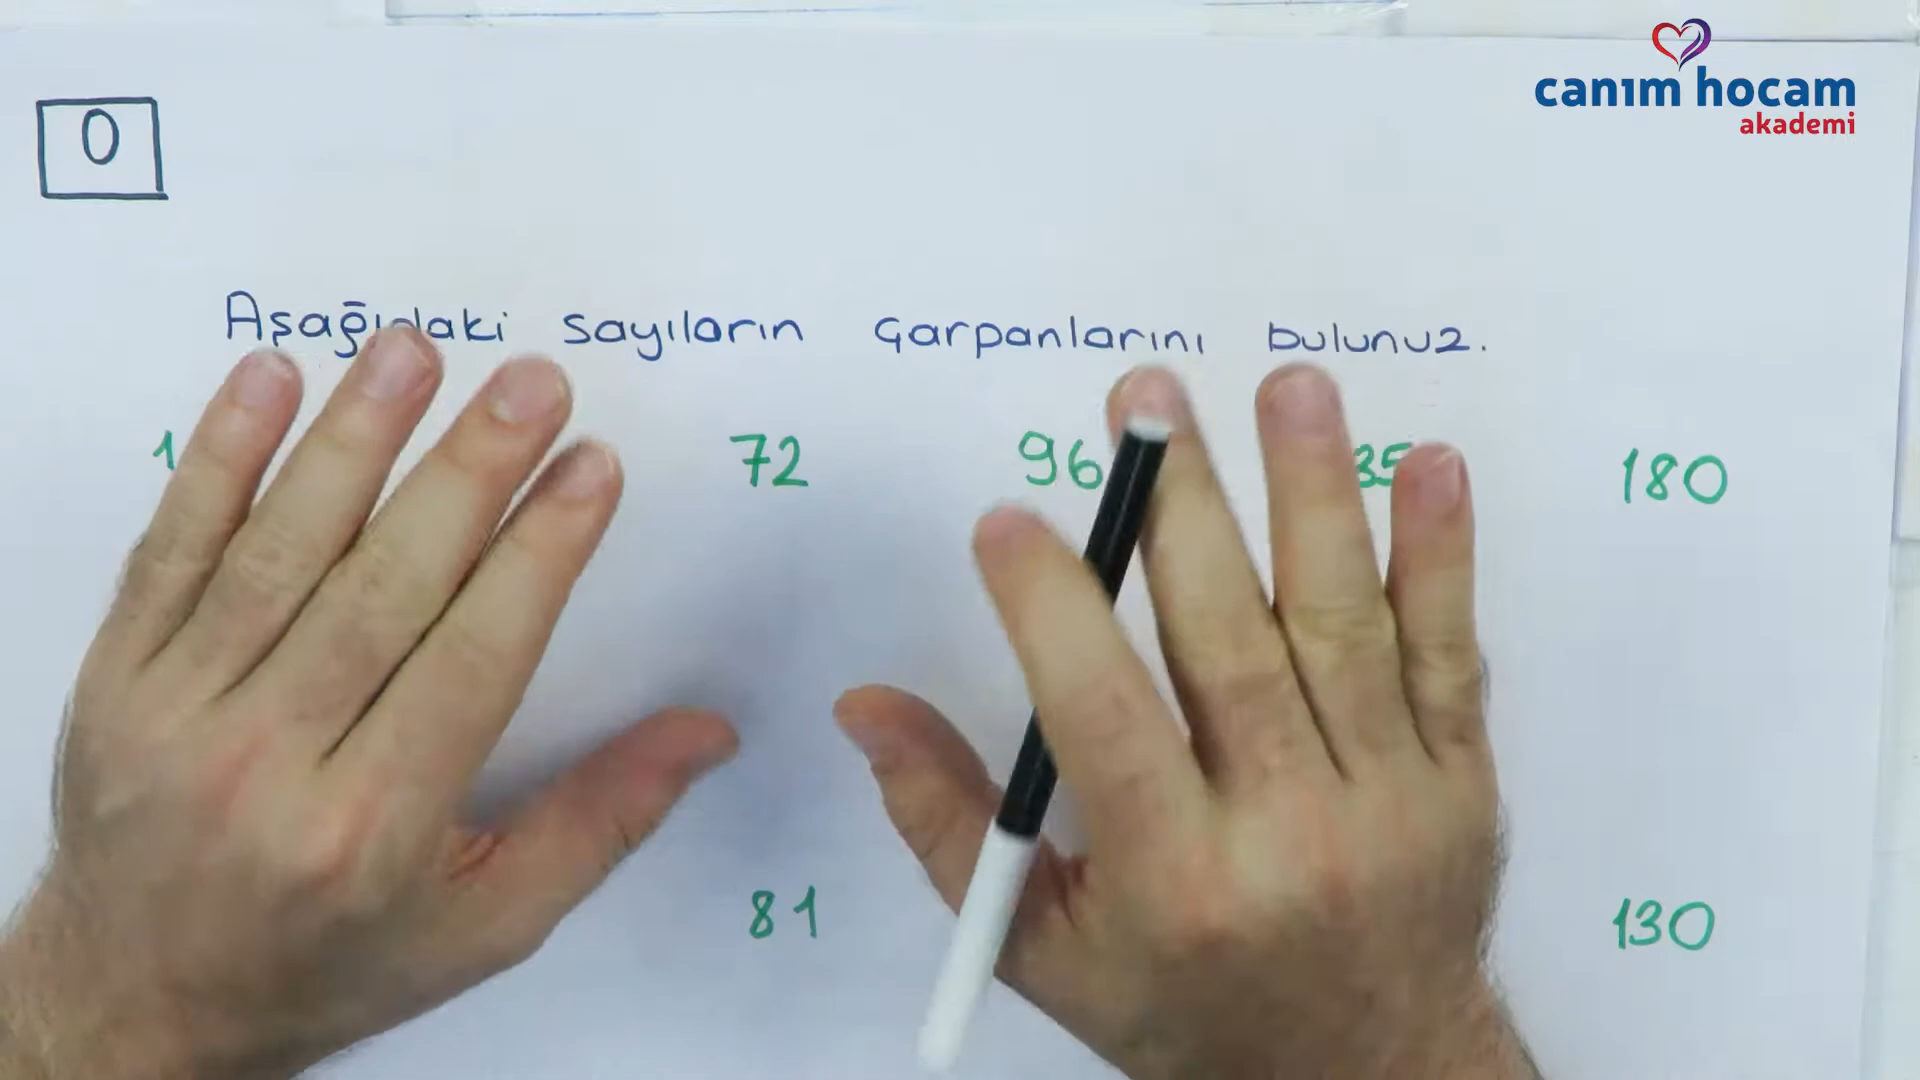 canım hocam
akademi
0
Aşağıdaki sayıların çarpanlarını bulunuz.
72 96 180
81 130